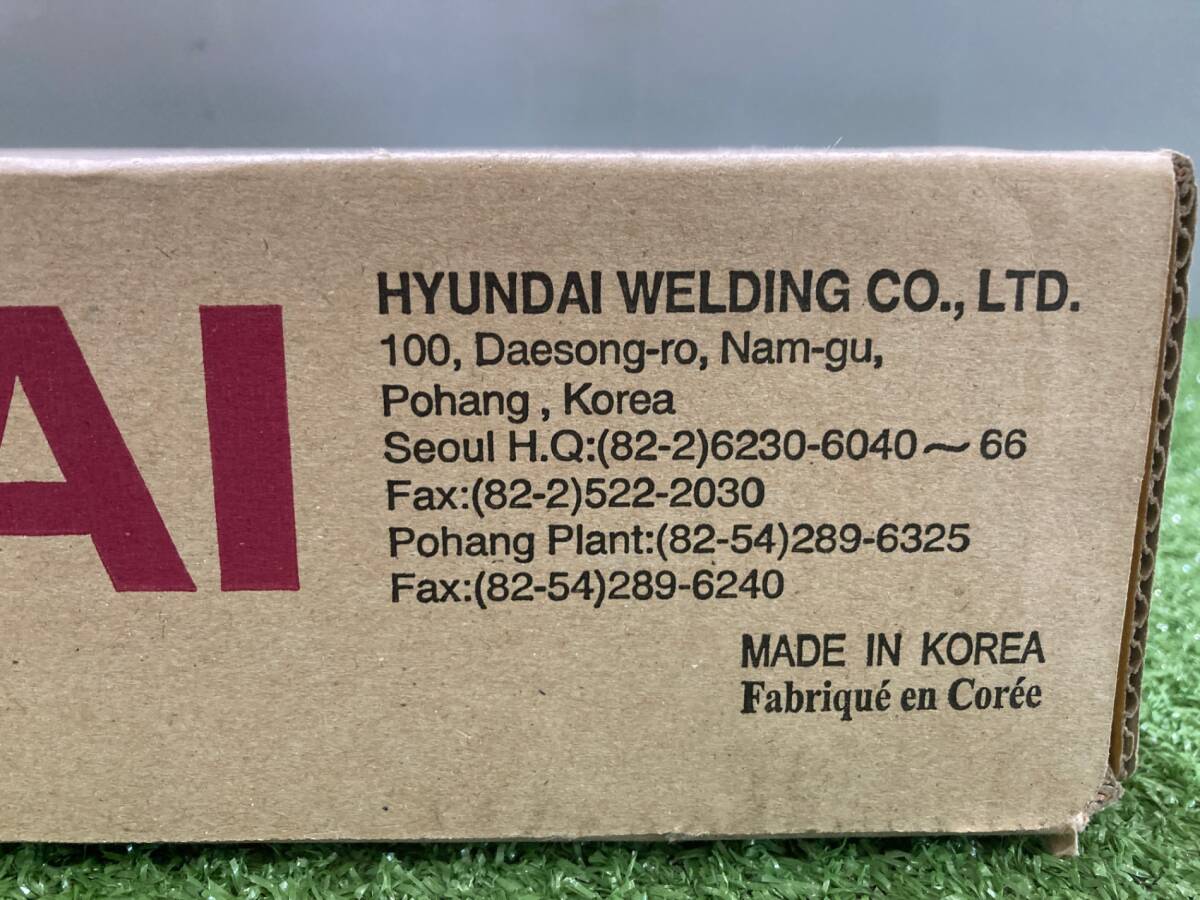 AI
HYUNDAI WELDING CO., LTD.
100, Daesong-ro, Nam-gu,
Pohang , Korea
Seoul H.Q:(82-2)6230-6040～66
Fax:(82-2)522-2030
Pohang Plant:(82-54)289-6325
Fax:(82-54)289-6240
MADE IN KOREA
Fabriqué en Corée